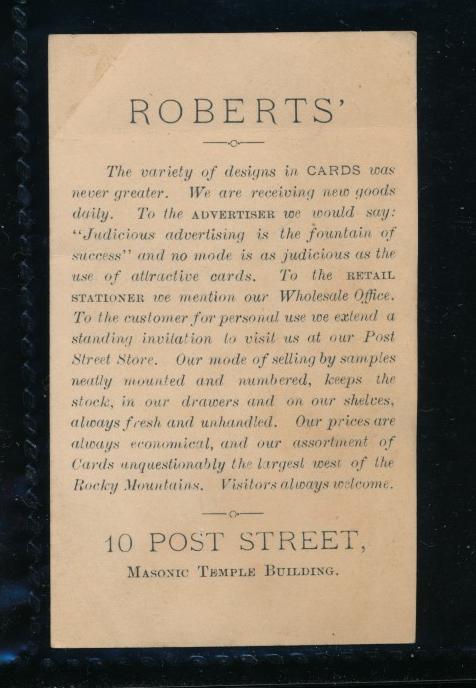 ROBERTS'
The variety of designs in CARDS was
never greater. We are receiving new goods
daily. To the ADVERTISER we would say:
"Judicious advertising is the fountain of
success" and no mode is as judicious as the
use of attractive cards. To the RETAIL
STATIONER we mention our Wholesale Office.
To the customer for personal use we extend a
standing invitation to visit us at our Post
Street Store. Our mode of selling by samples
neatly mounted and numbered, keeps the
stock, in our drawers and on our shelves,
always fresh and unhandled. Our prices are
always economical, and our assortment of
Cards unquestionably the largest west of the
Rocky Mountains. Visitors always welcome.
10 POST STREET,
MASONIC TEMPLE BUILDING.